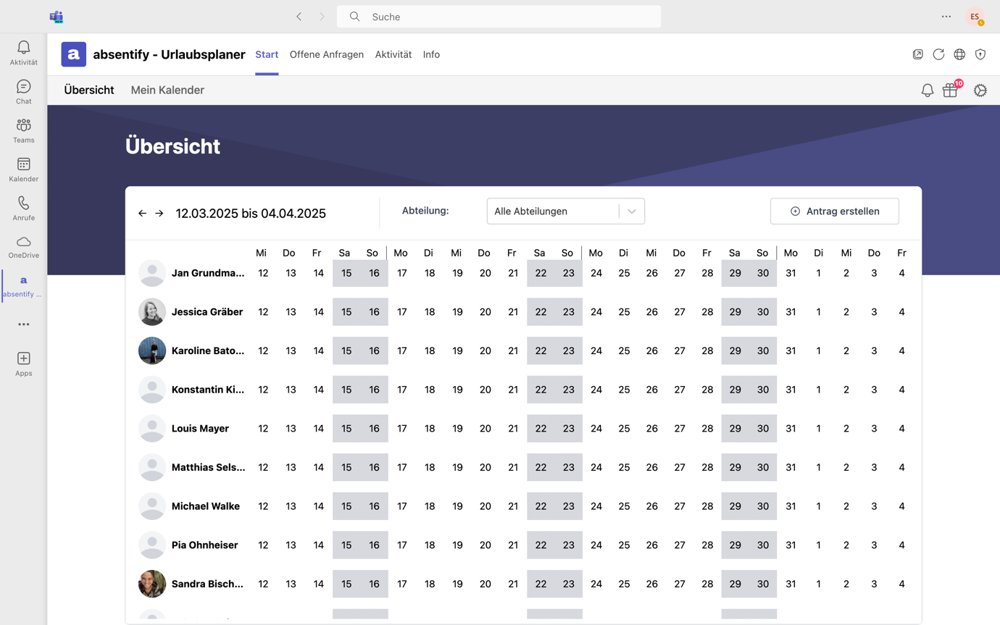 NEW
Suche
ES
Aktivität
Chat
Teams
Kalender
Anrufe
OneDrive
a
absentify ...
Apps
a absentify - Urlaubsplaner Start Offene Anfragen Aktivität Info
Übersicht Mein Kalender 10
Übersicht
12.03.2025 bis 04.04.2025 Abteilung: Alle Abteilungen Antrag erstellen
Mi Do Fr Sa So Mo Di Mi Do Fr Sa So Mo Di Mi Do Fr Sa So Mo Di Mi Do Fr
Jan Grundma... 12 13 14 15 16 17 18 19 20 21 22 23 24 25 26 27 28 29 30 31 1 2 3 4
Jessica Gräber 12 13 14 15 16 17 18 19 20 21 22 23 24 25 26 27 28 29 30 31 1 2 3 4
Karoline Bato... 12 13 14 15 16 17 18 19 20 21 22 23 24 25 26 27 28 29 30 31 1 2 3 4
Konstantin Ki... 12 13 14 15 16 17 18 19 20 21 22 23 24 25 26 27 28 29 30 31 1 2 3 4
Louis Mayer 12 13 14 15 16 17 18 19 20 21 22 23 24 25 26 27 28 29 30 31 1 2 3 4
Matthias Sels... 12 13 14 15 16 17 18 19 20 21 22 23 24 25 26 27 28 29 30 31 1 2 3 4
Michael Walke 12 13 14 15 16 17 18 19 20 21 22 23 24 25 26 27 28 29 30 31 1 2 3 4
Pia Ohnheiser 12 13 14 15 16 17 18 19 20 21 22 23 24 25 26 27 28 29 30 31 1 2 3 4
Sandra Bisch... 12 13 14 15 16 17 18 19 20 21 22 23 24 25 26 27 28 29 30 31 1 2 3 4